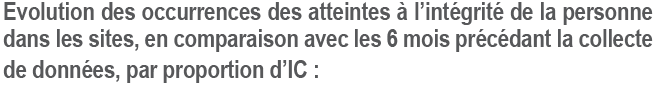 Evolution des occurrences des atteintes à l’intégrité de la personne
dans les sites, en comparaison avec les 6 mois précédant la collecte
de données, par proportion d’IC :